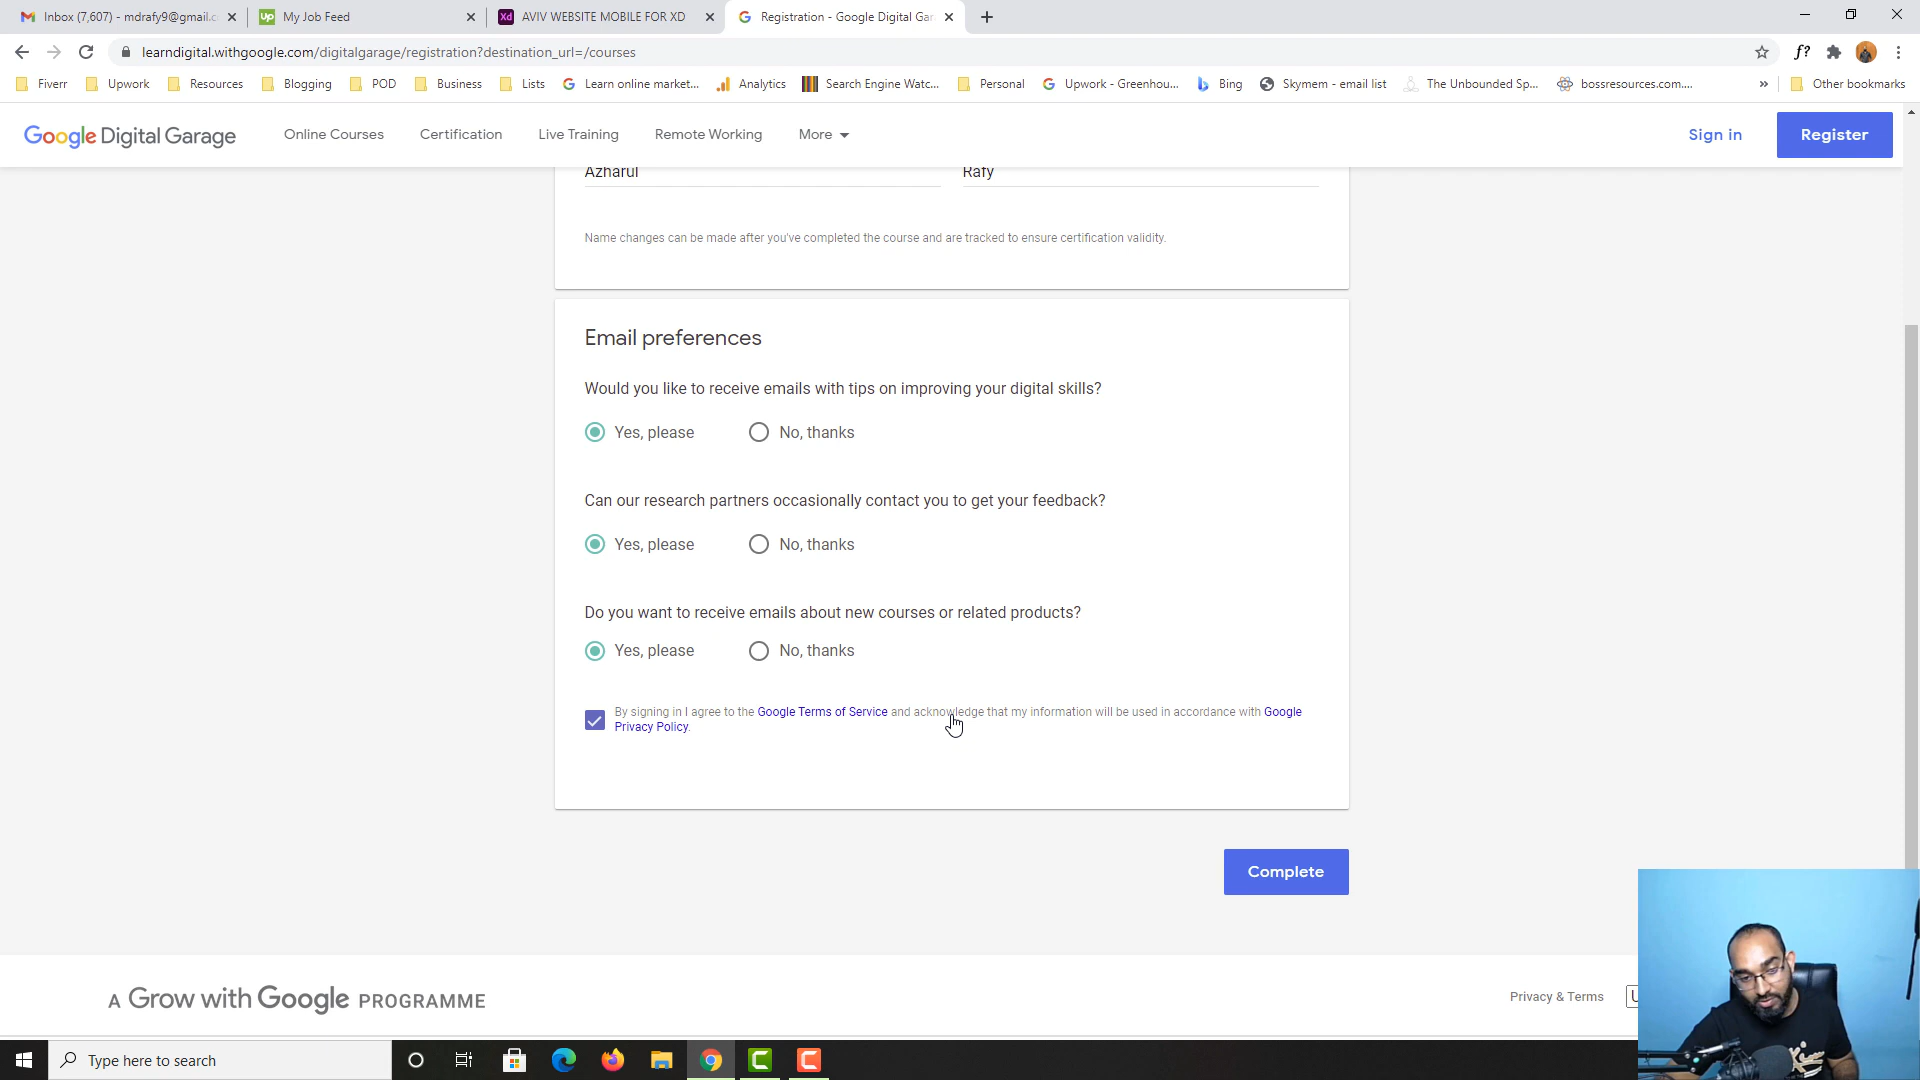 Inbox (7,607) - mdrafy9@gmail.c
My Job Feed
AVIV WEBSITE MOBILE FOR XD
Registration - Google Digital Gar
learndigital.withgoogle.com/digitalgarage/registration?destination_url=/courses
Fiverr Upwork Resources Blogging POD Business Lists Learn online market... Analytics Search Engine Watc... Personal Upwork - Greenhou... Bing Skymem - email list The Unbounded Sp... bossresources.com.... » Other bookmarks
Google Digital Garage Online Courses Certification Live Training Remote Working More Sign in Register
Azharul Rafy
Name changes can be made after you've completed the course and are tracked to ensure certification validity.
Email preferences
Would you like to receive emails with tips on improving your digital skills?
Yes, please No, thanks
Can our research partners occasionally contact you to get your feedback?
Yes, please No, thanks
Do you want to receive emails about new courses or related products?
Yes, please No, thanks
By signing in I agree to the Google Terms of Service and acknowledge that my information will be used in accordance with Google
Privacy Policy.
Complete
A Grow with Google PROGRAMME
Privacy & Terms
Type here to search